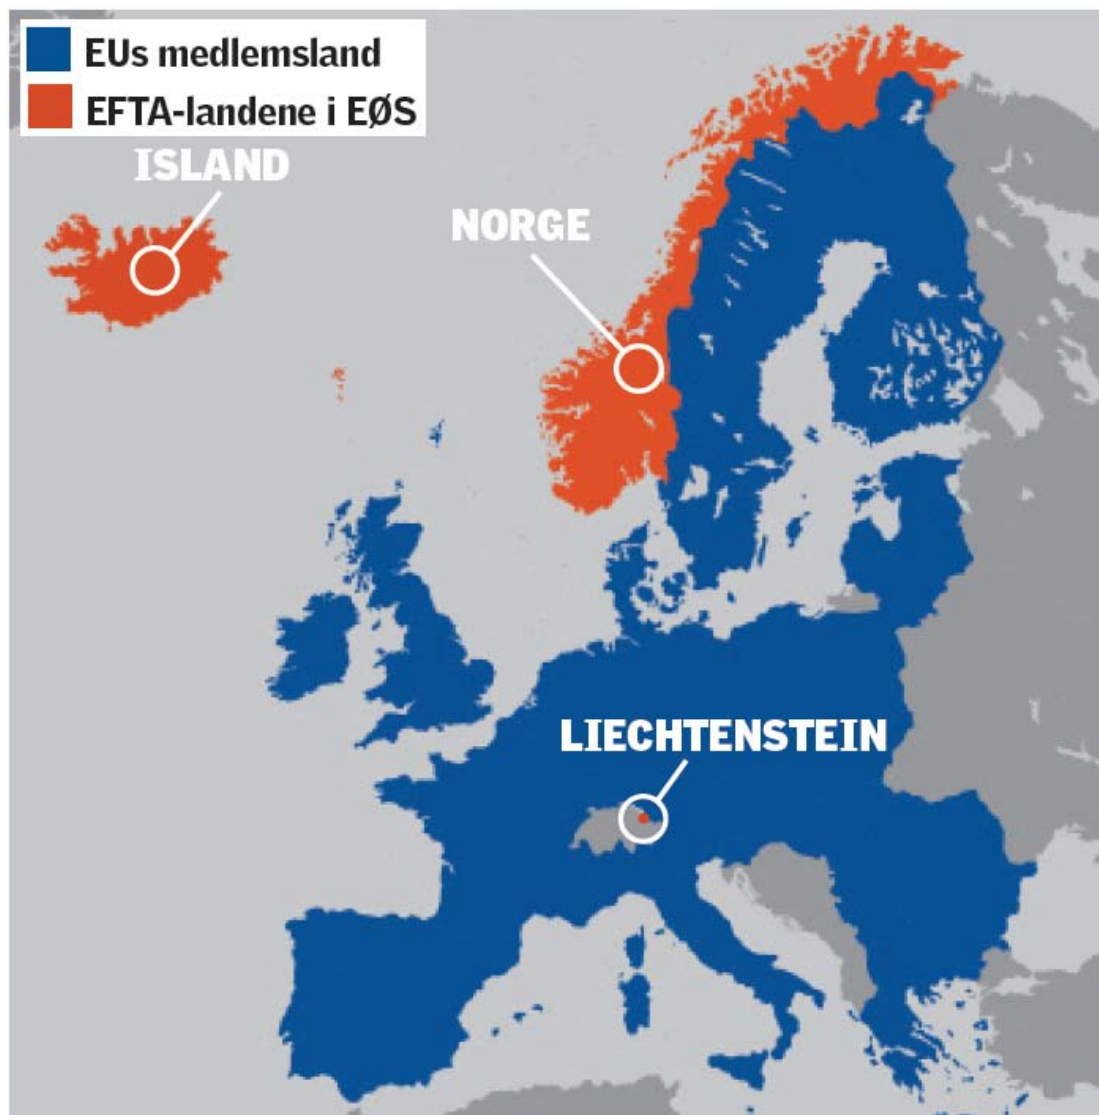 EUs medlemsland
EFTA-landene i EØS
ISLAND
NORGE
LIECHTENSTEIN